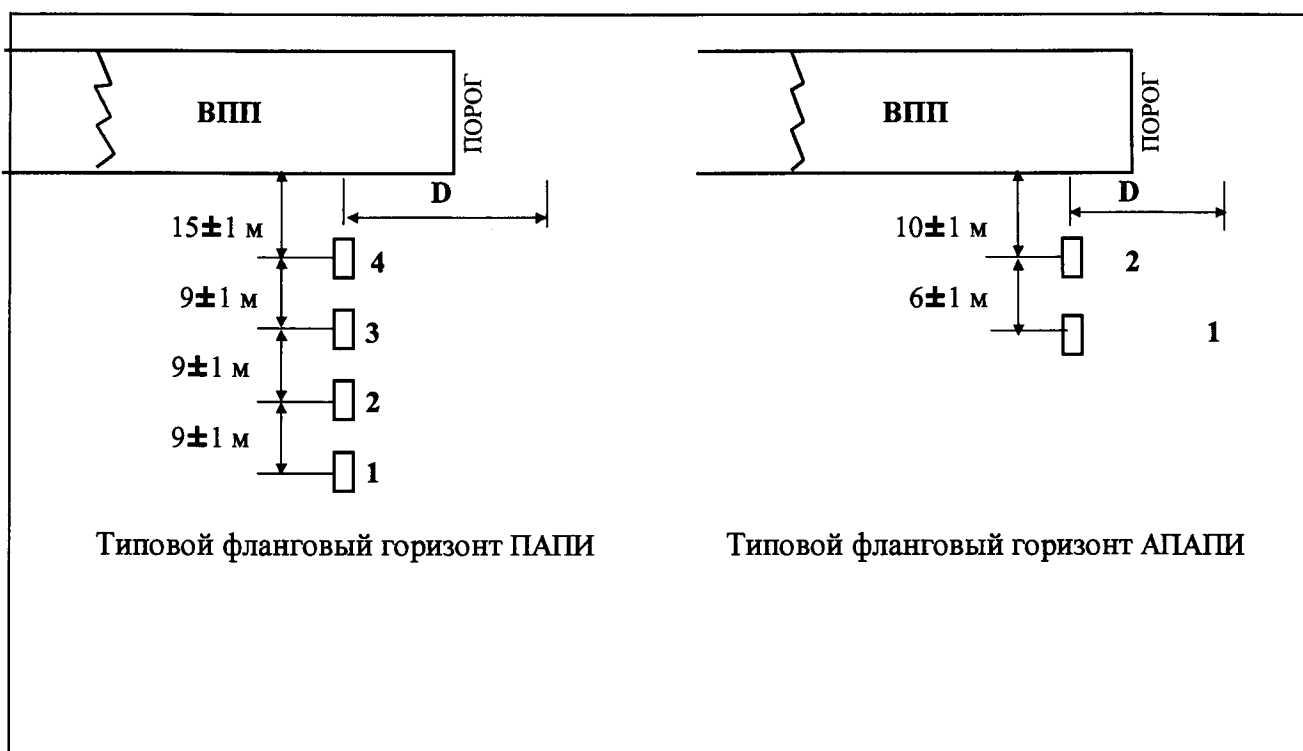 ВПП
ПОРОГ
D
15±1 м
4
9±1 м
3
9±1 м
2
9±1 м
1
Типовой фланговый горизонт ПАПИ
ВПП
ПОРОГ
D
10±1 м
2
6±1 м
1
Типовой фланговый горизонт АПАПИ